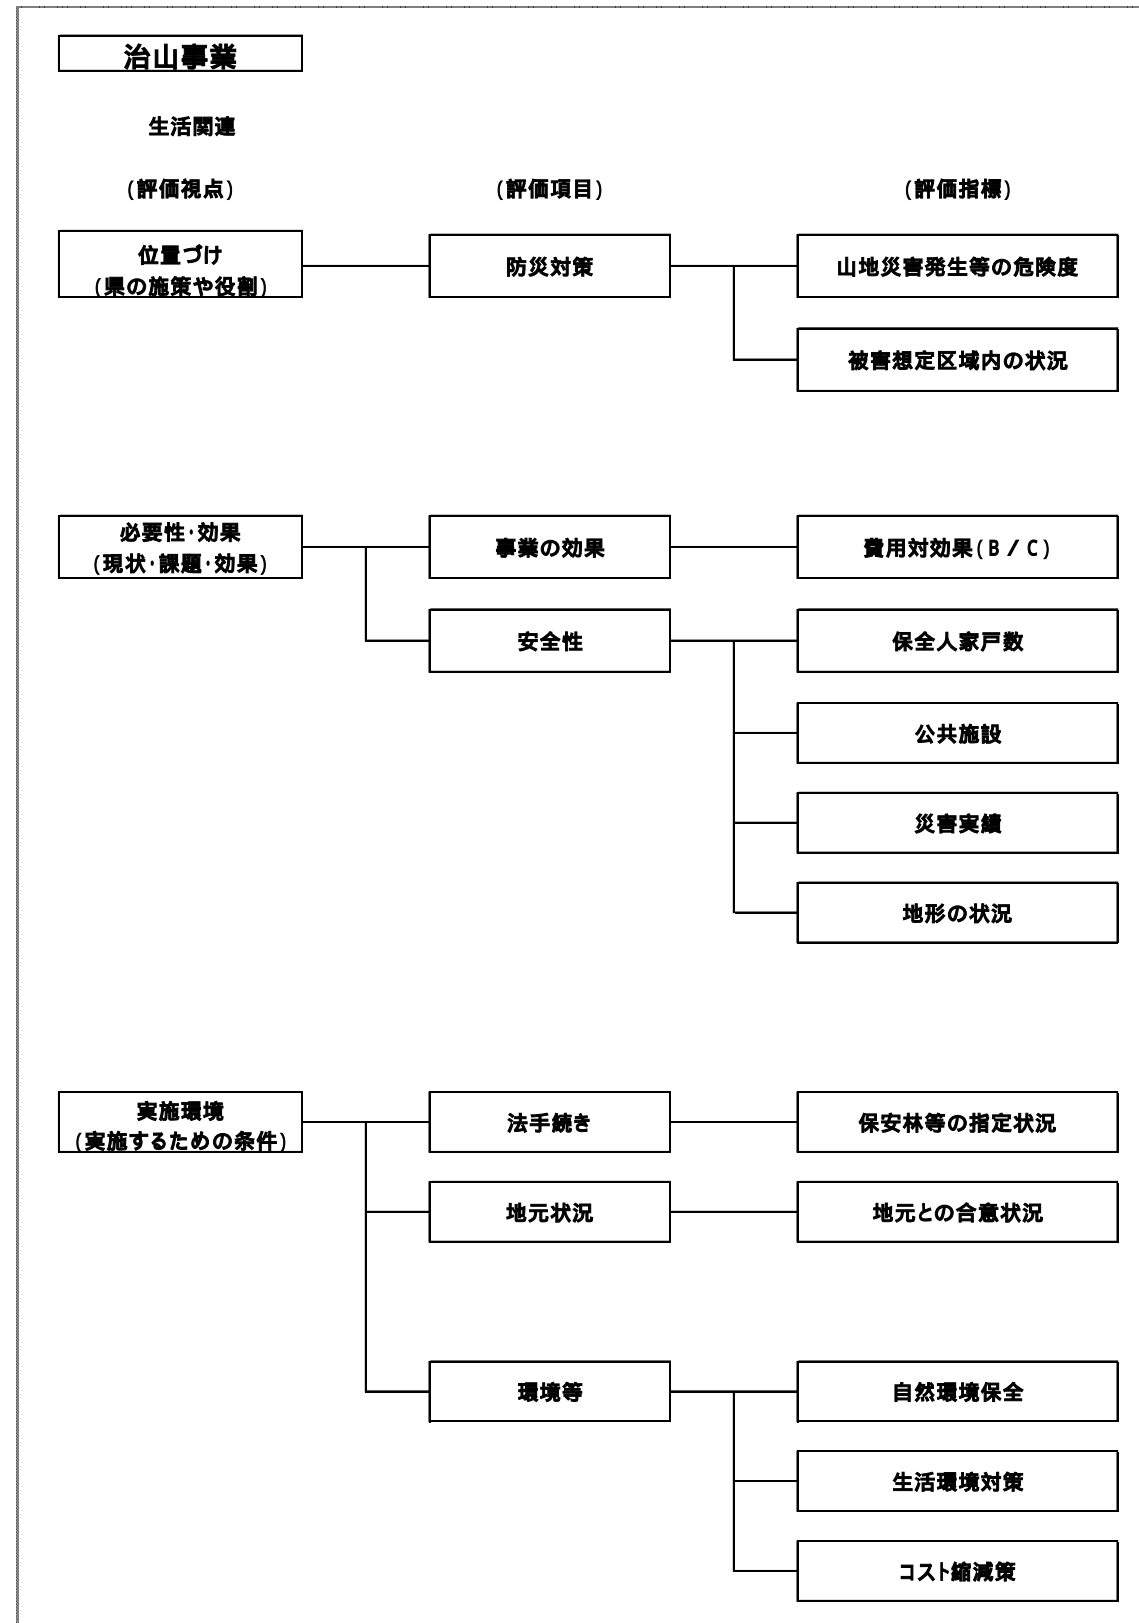 治山事業
生活関連
(評価視点) (評価項目) (評価指標)
位置づけ
(県の施策や役割)
防災対策
山地災害発生等の危険度
被害想定区域内の状況
必要性・効果
(現状・課題・効果)
事業の効果
費用対効果(B/C)
安全性
保全人家戸数
公共施設
災害実績
地形の状況
実施環境
(実施するための条件)
法手続き
保安林等の指定状況
地元状況
地元との合意状況
環境等
自然環境保全
生活環境対策
コスト縮減策